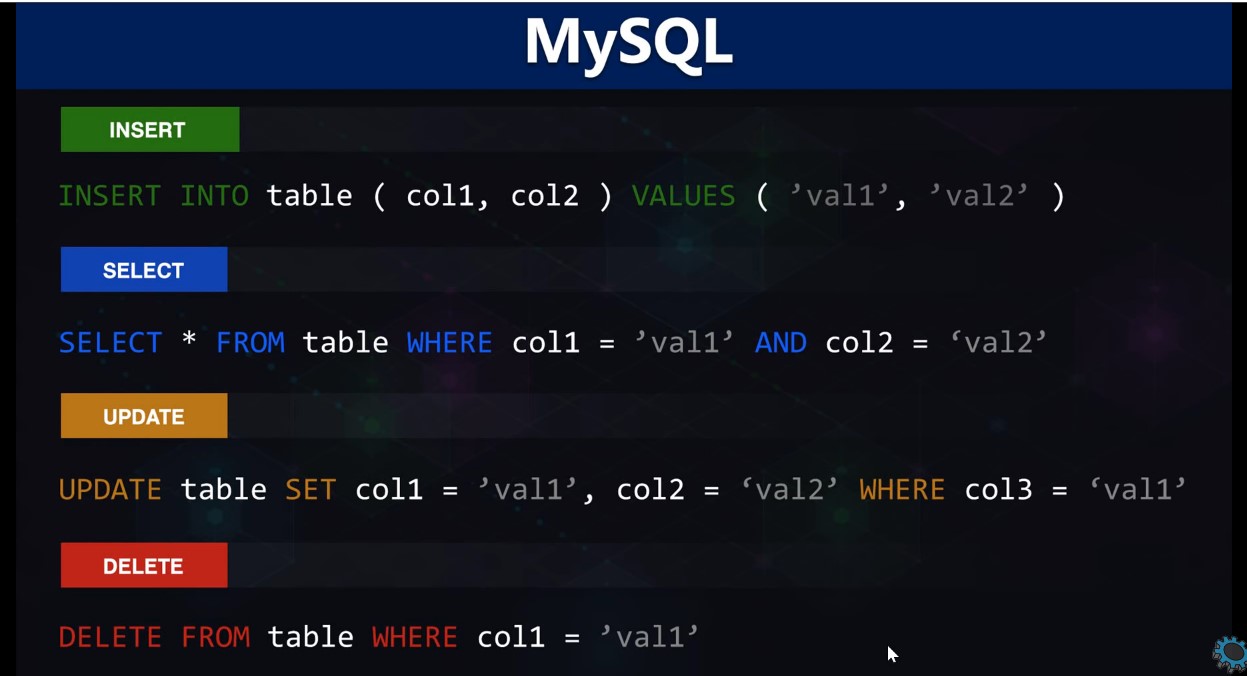 MySQL
INSERT
INSERT INTO table ( col1, col2 ) VALUES ( ’val1’, ’val2’ )
SELECT
SELECT * FROM table WHERE col1 = ’val1’ AND col2 = ‘val2’
UPDATE
UPDATE table SET col1 = ’val1’, col2 = ‘val2’ WHERE col3 = ‘val1’
DELETE
DELETE FROM table WHERE col1 = ’val1’